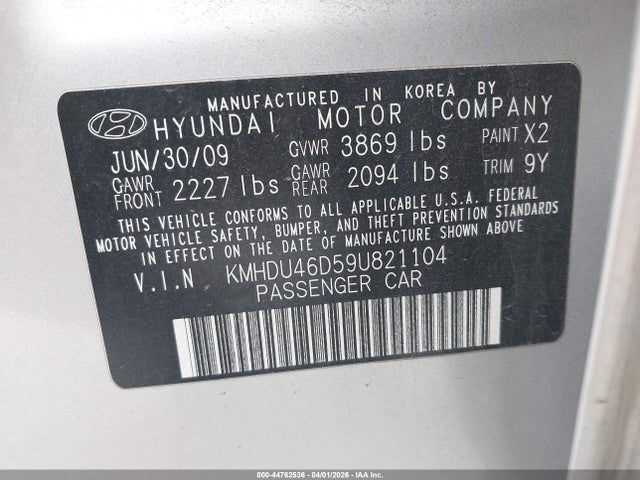 MANUFACTURED IN KOREA BY
HYUNDAI MOTOR COMPANY
JUN/30/09 GVWR 3869 lbs PAINT X2
GAWR FRONT 2227 lbs GAWR REAR 2094 lbs TRIM 9Y
THIS VEHICLE CONFORMS TO ALL APPLICABLE U.S.A. FEDERAL
MOTOR VEHICLE SAFETY, BUMPER, AND THEFT PREVENTION STANDARDS
IN EFFECT ON THE DATE OF MANUFACTURE SHOWN ABOVE.
V.I.N KMHDU46D59U821104
PASSENGER CAR
000-44762536 - 04/01/2026 - IAA Inc.